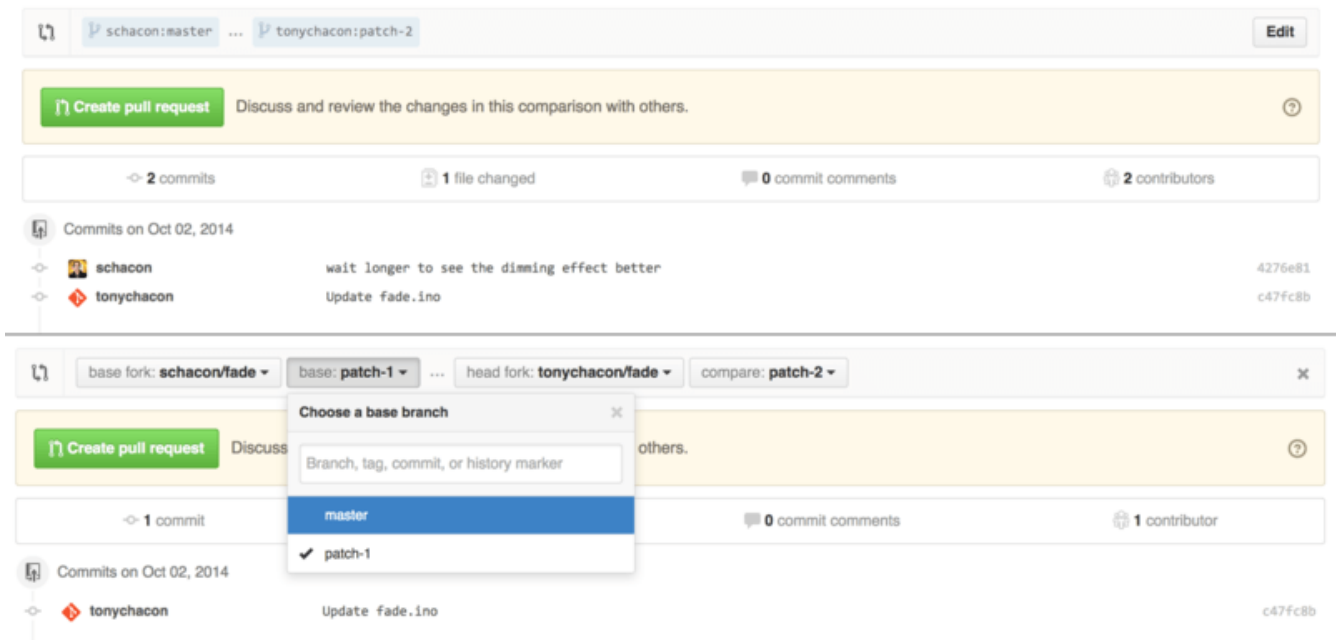 schacon:master ... tonychacon:patch-2 Edit
Create pull request Discuss and review the changes in this comparison with others.
2 commits 1 file changed 0 commit comments 2 contributors
Commits on Oct 02, 2014
schacon wait longer to see the dimming effect better 4276e81
tonychacon Update fade.ino c47fc8b
base fork: schacon/fade base: patch-1 ... head fork: tonychacon/fade compare: patch-2
Choose a base branch
Create pull request Discuss others.
Branch, tag, commit, or history marker
1 commit 0 commit comments 1 contributor
master
patch-1
Commits on Oct 02, 2014
tonychacon Update fade.ino c47fc8b